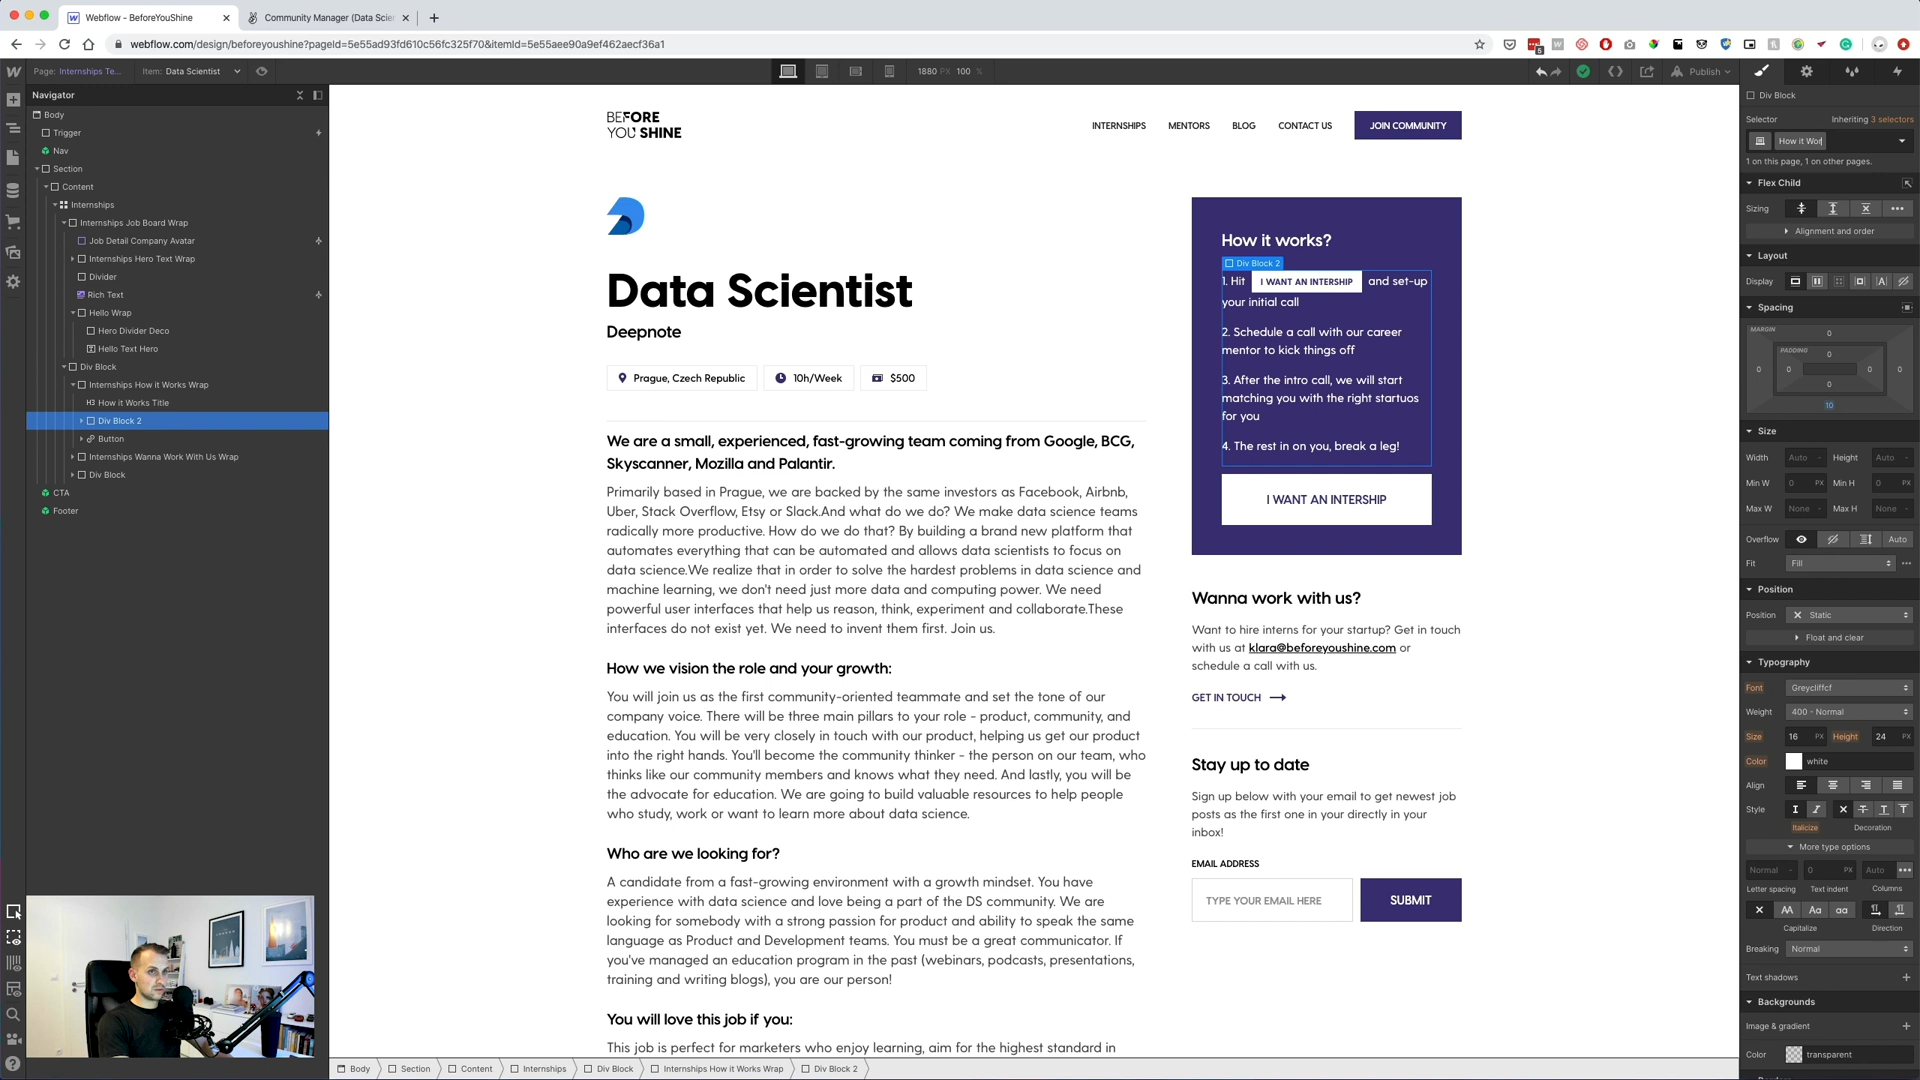 Webflow - BeforeYouShine
Community Manager (Data Scien
webflow.com/design/beforeyoushine?pageId=5e55ad93fd610c56fc325f70&itemId=5e55aee90a9ef462aecf36a1
Page: Internships Te...
Item: Data Scientist
1880 PX 100 %
Publish
Navigator
Body
Trigger
Nav
Section
Content
Internships
Internships Job Board Wrap
Job Detail Company Avatar
Internships Hero Text Wrap
Divider
Rich Text
Hello Wrap
Hero Divider Deco
Hello Text Hero
Div Block
Internships How it Works Wrap
H3 How it Works Title
Div Block 2
Button
Internships Wanna Work With Us Wrap
Div Block
CTA
Footer
BEFORE
YOU SHINE
INTERNSHIPS
MENTORS
BLOG
CONTACT US
JOIN COMMUNITY
Data Scientist
Deepnote
Prague, Czech Republic
10h/Week
$500
We are a small, experienced, fast-growing team coming from Google, BCG,
Skyscanner, Mozilla and Palantir.
Primarily based in Prague, we are backed by the same investors as Facebook, Airbnb,
Uber, Stack Overflow, Etsy or Slack.And what do we do? We make data science teams
radically more productive. How do we do that? By building a brand new platform that
automates everything that can be automated and allows data scientists to focus on
data science.We realize that in order to solve the hardest problems in data science and
machine learning, we don't need just more data and computing power. We need
powerful user interfaces that help us reason, think, experiment and collaborate.These
interfaces do not exist yet. We need to invent them first. Join us.
How we vision the role and your growth:
You will join us as the first community-oriented teammate and set the tone of our
company voice. There will be three main pillars to your role - product, community, and
education. You will be very closely in touch with our product, helping us get our product
into the right hands. You'll become the community thinker - the person on our team, who
thinks like our community members and knows what they need. And lastly, you will be
the advocate for education. We are going to build valuable resources to help people
who study, work or want to learn more about data science.
Who are we looking for?
A candidate from a fast-growing environment with a growth mindset. You have
experience with data science and love being a part of the DS community. We are
looking for somebody with a strong passion for product and ability to speak the same
language as Product and Development teams. You must be a great communicator. If
you've managed an education program in the past (webinars, podcasts, presentations,
training and writing blogs), you are our person!
You will love this job if you:
This job is perfect for marketers who enjoy learning, aim for the highest standard in
How it works?
Div Block 2
1. Hit I WANT AN INTERSHIP and set-up
your initial call
2. Schedule a call with our career
mentor to kick things off
3. After the intro call, we will start
matching you with the right startuos
for you
4. The rest in on you, break a leg!
I WANT AN INTERSHIP
Wanna work with us?
Want to hire interns for your startup? Get in touch
with us at klara@beforeyoushine.com or
schedule a call with us.
GET IN TOUCH
Stay up to date
Sign up below with your email to get newest job
posts as the first one in your directly in your
inbox!
EMAIL ADDRESS
TYPE YOUR EMAIL HERE
SUBMIT
Body
Section
Content
Internships
Div Block
Internships How it Works Wrap
Div Block 2
Div Block
Selector
Inheriting 3 selectors
How it Wor
1 on this page, 1 on other pages.
Flex Child
Sizing
Alignment and order
Layout
Display
Spacing
MARGIN
0
PADDING
0
0 0 0 0
0
10
Size
Width Auto - Height Auto -
Min W 0 PX Min H 0 PX
Max W None - Max H None -
Overflow Auto
Fit Fill
Position
Position Static
Float and clear
Typography
Font Greycliffcf
Weight 400 - Normal
Size 16 PX Height 24 PX
Color white
Align
Style
Italicize Decoration
More type options
Normal - 0 PX Auto
Letter spacing Text indent Columns
AA Aa aa
Capitalize Direction
Breaking Normal
Text shadows
Backgrounds
Image & gradient
Color transparent